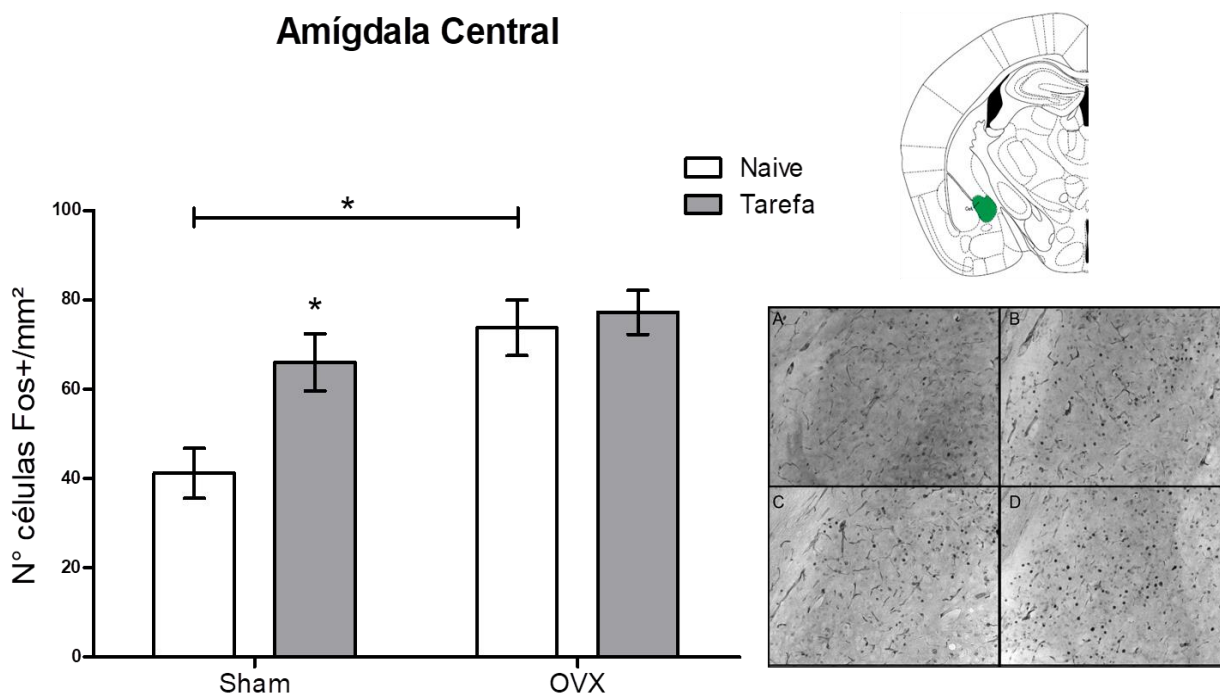 Amígdala Central
Naive
Tarefa
N° células Fos+/mm²
100
80
60
40
20
0
*
*
Sham
OVX
A
B
C
D